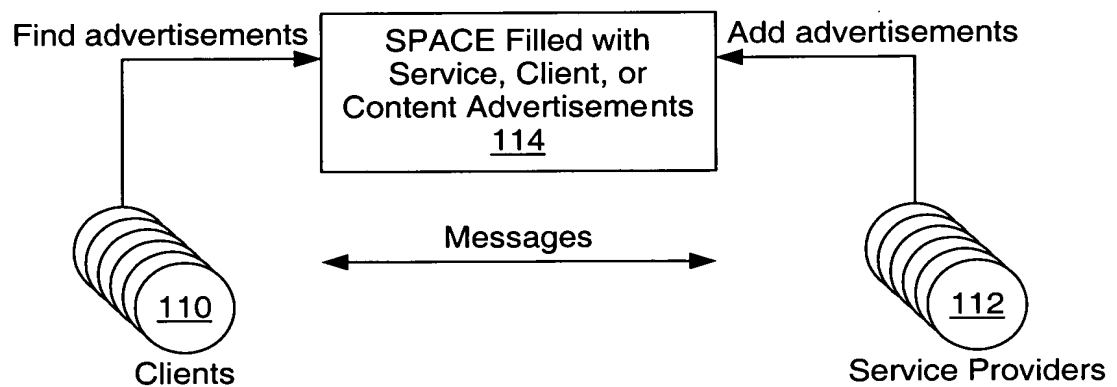 Find advertisements
SPACE Filled with
Service, Client, or
Content Advertisements
114
Add advertisements
Messages
110
Clients
112
Service Providers